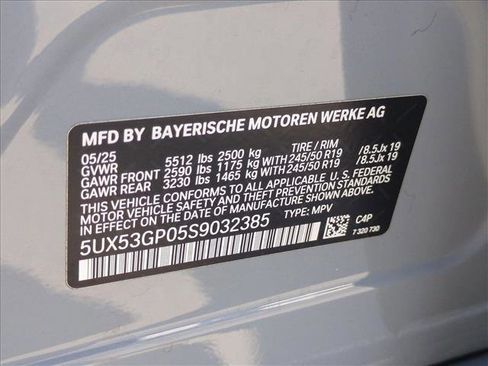 MFD BY BAYERISCHE MOTOREN WERKE AG
05/25 TIRE / RIM
GVWR 5512 lbs 2500 kg
GAWR FRONT 2590 lbs 1175 kg WITH 245/50 R19 /8.5Jx 19
GAWR REAR 3230 lbs 1465 kg WITH 245/50 R19 /8.5Jx 19
THIS VEHICLE CONFORMS TO ALL APPLICABLE U.S. FEDERAL
MOTOR VEHICLE SAFETY AND THEFT PREVENTION STANDARDS
IN EFFECT ON THE DATE OF MANUFACTURE SHOWN ABOVE.
5UX53GP05S9032385 TYPE: MPV
C4P
7 320 730